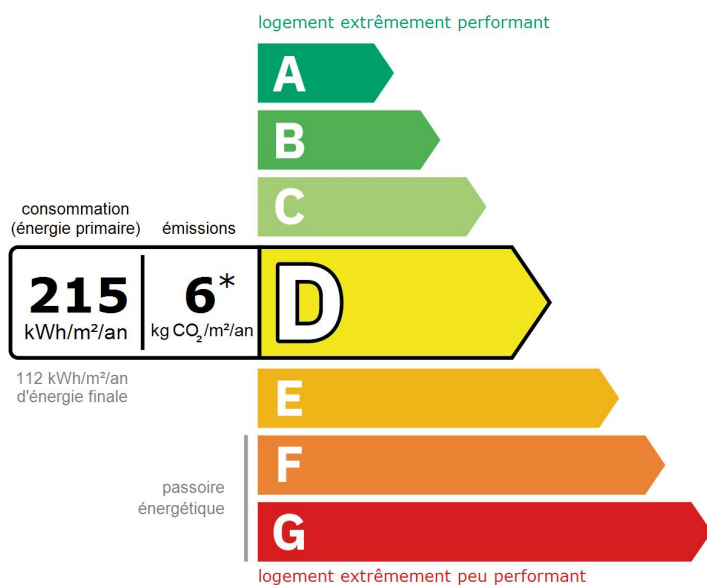 logement extrêmement performant
A
B
C
consommation
(énergie primaire) émissions
215 6*
kWh/m²/an kg CO₂/m²/an
D
112 kWh/m²/an
d'énergie finale
E
F
passoire
énergétique
G
logement extrêmement peu performant